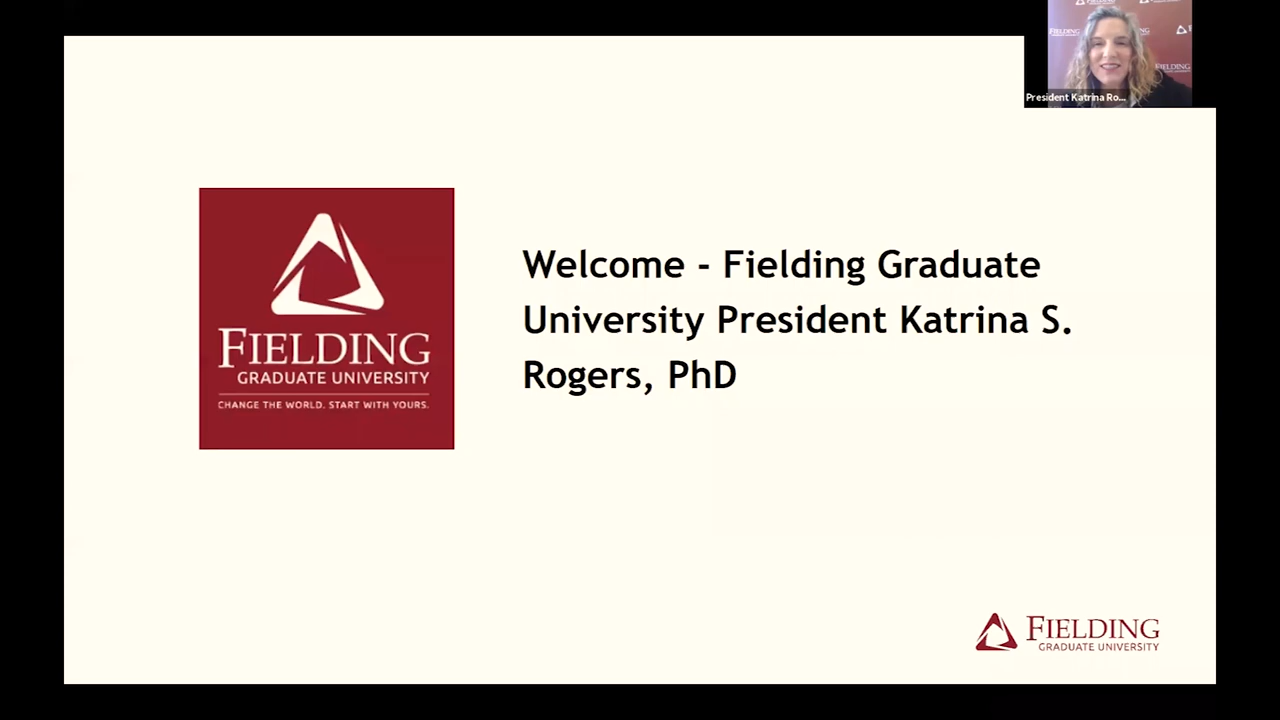 President Katrina Ro...
FIELDING
GRADUATE UNIVERSITY
CHANGE THE WORLD. START WITH YOURS.
Welcome - Fielding Graduate
University President Katrina S.
Rogers, PhD
FIELDING
GRADUATE UNIVERSITY